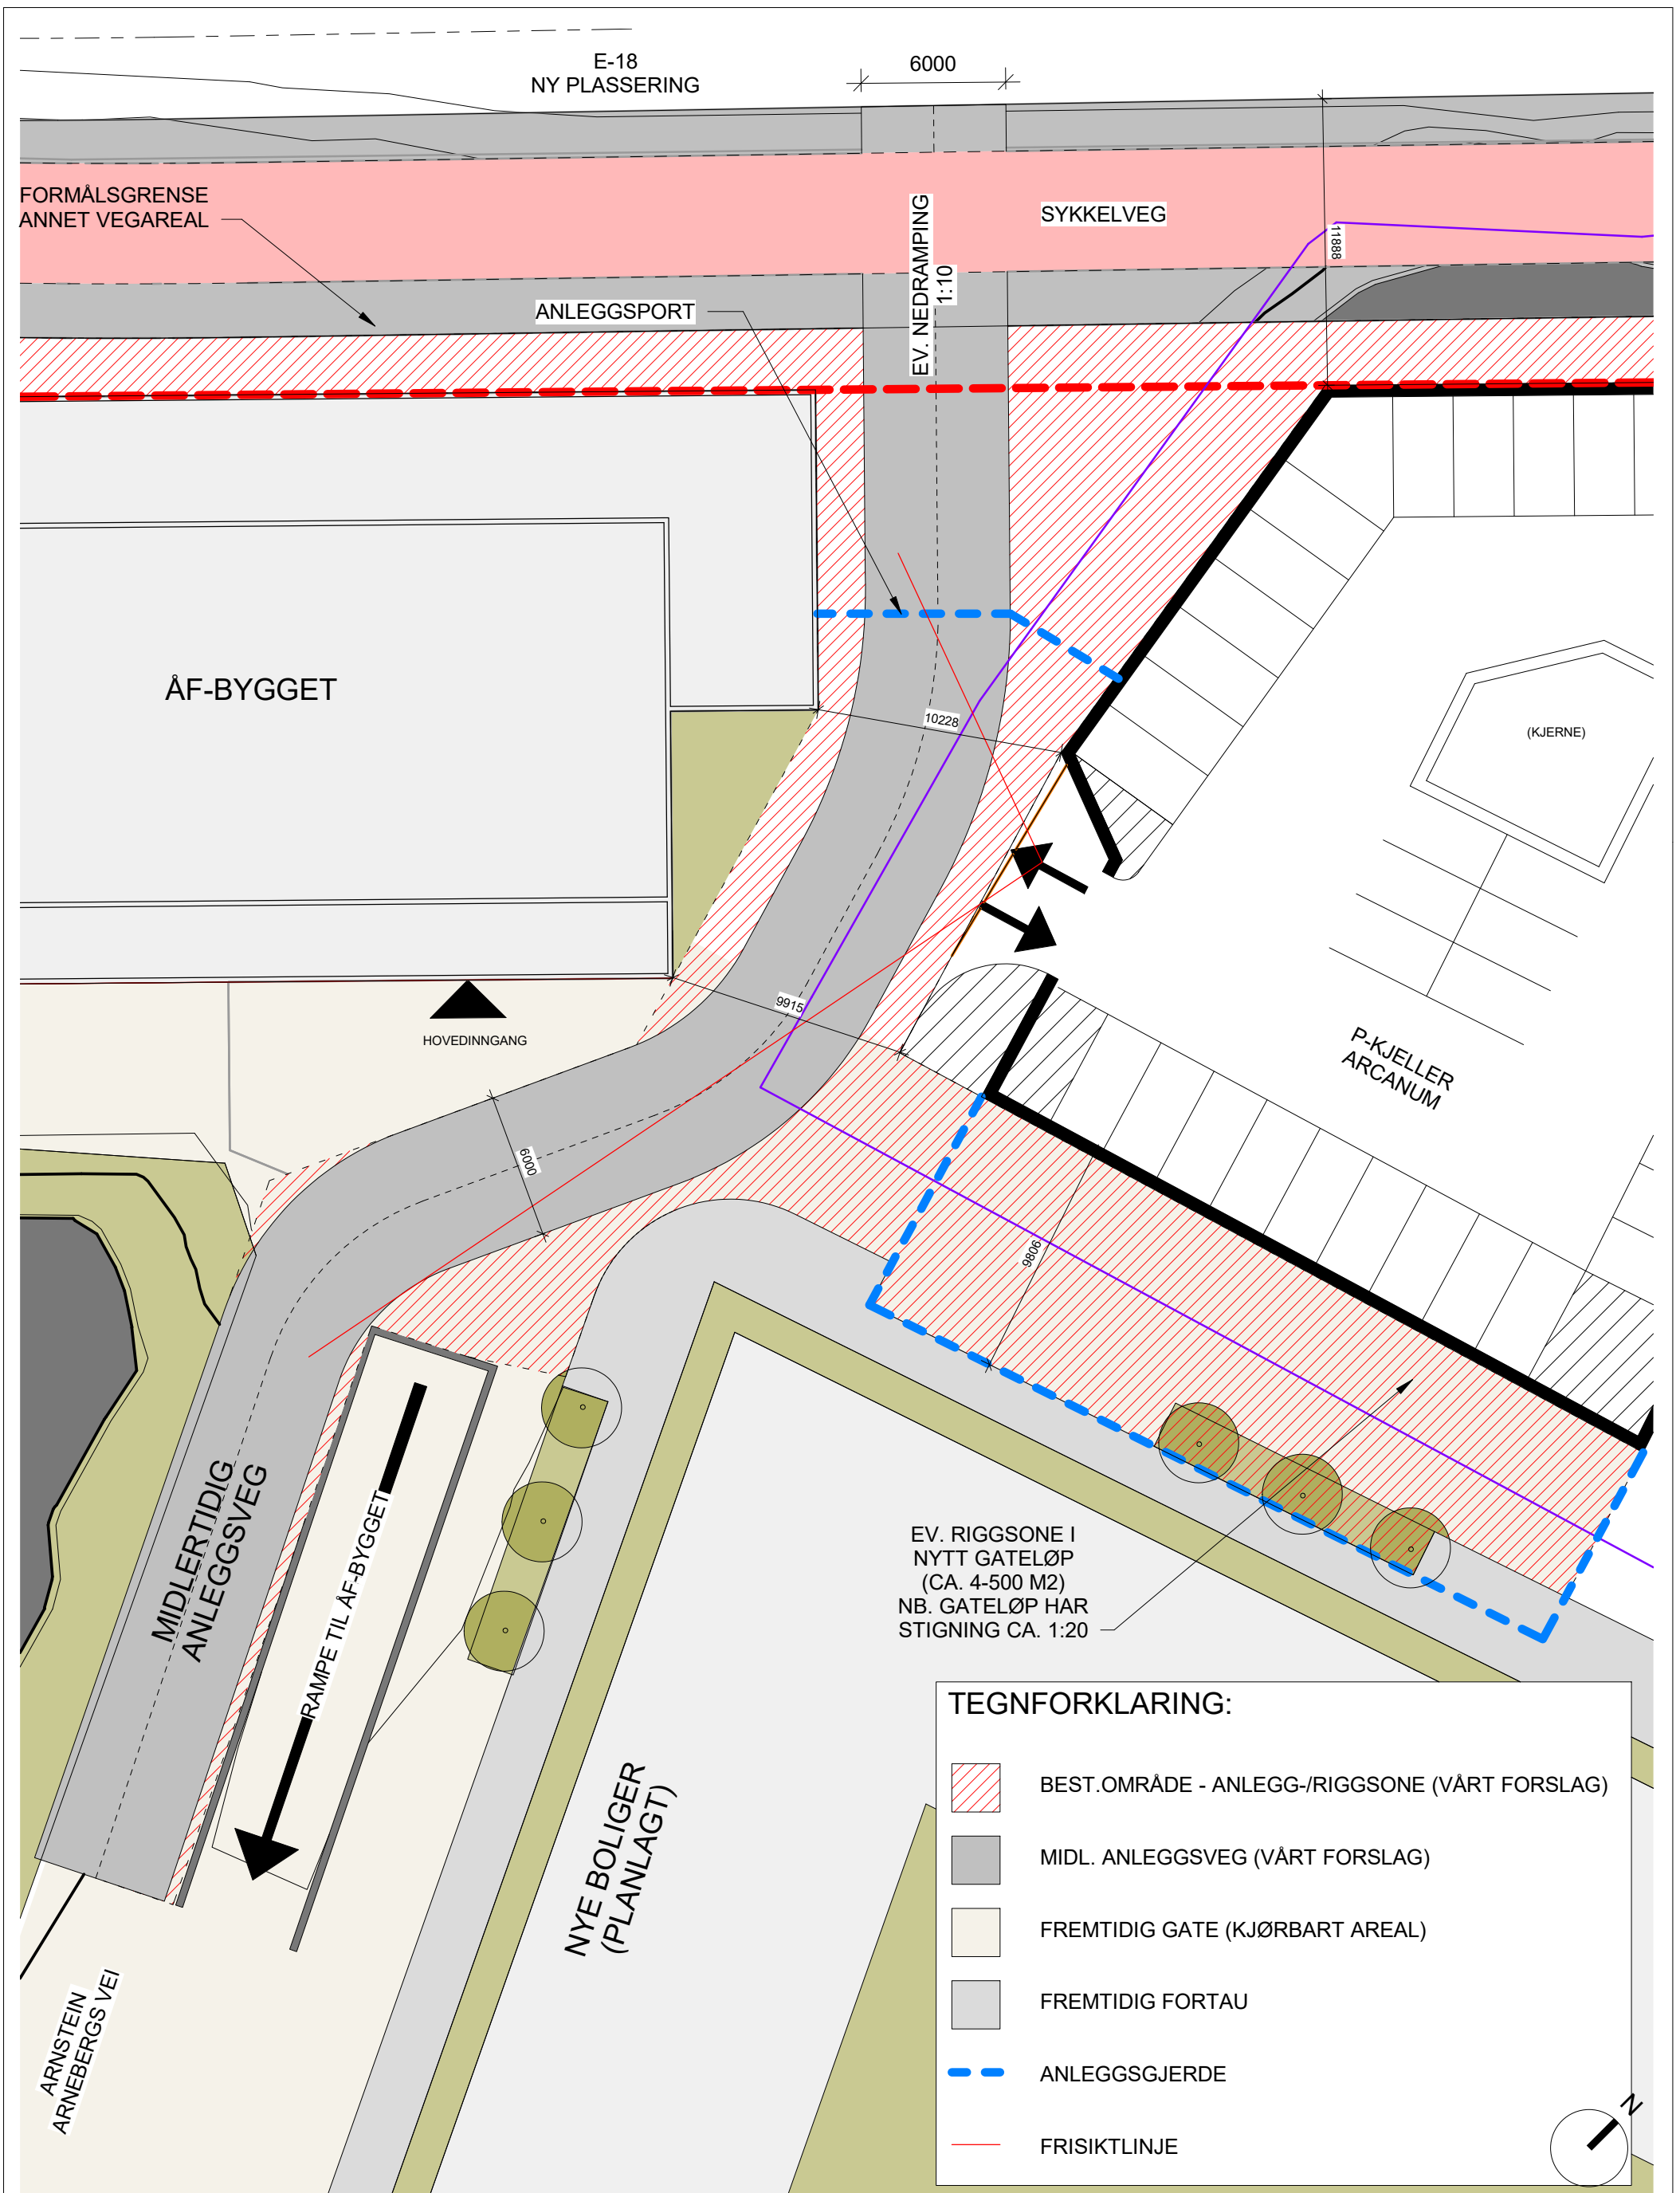 E-18
NY PLASSERING
6000
FORMÅLSGRENSE
ANNET VEGAREAL
SYKKELVEG
11888
EV. NEDRAMPING
1:10
ANLEGGSPORT
ÅF-BYGGET
10228
(KJERNE)
9915
HOVEDINNGANG
P-KJELLER
ARCANUM
6000
9806
MIDLERTIDIG
ANLEGGSVEG
RAMPE TIL ÅF-BYGGET
EV. RIGGSONE I
NYTT GATELØP
(CA. 4-500 M2)
NB. GATELØP HAR
STIGNING CA. 1:20
NYE BOLIGER
(PLANLAGT)
ARNSTEIN
ARNEBERGS VEI
TEGNFORKLARING:
BEST.OMRÅDE - ANLEGG-/RIGGSONE (VÅRT FORSLAG)
MIDL. ANLEGGSVEG (VÅRT FORSLAG)
FREMTIDIG GATE (KJØRBART AREAL)
FREMTIDIG FORTAU
ANLEGGSGJERDE
FRISIKTLINJE
N